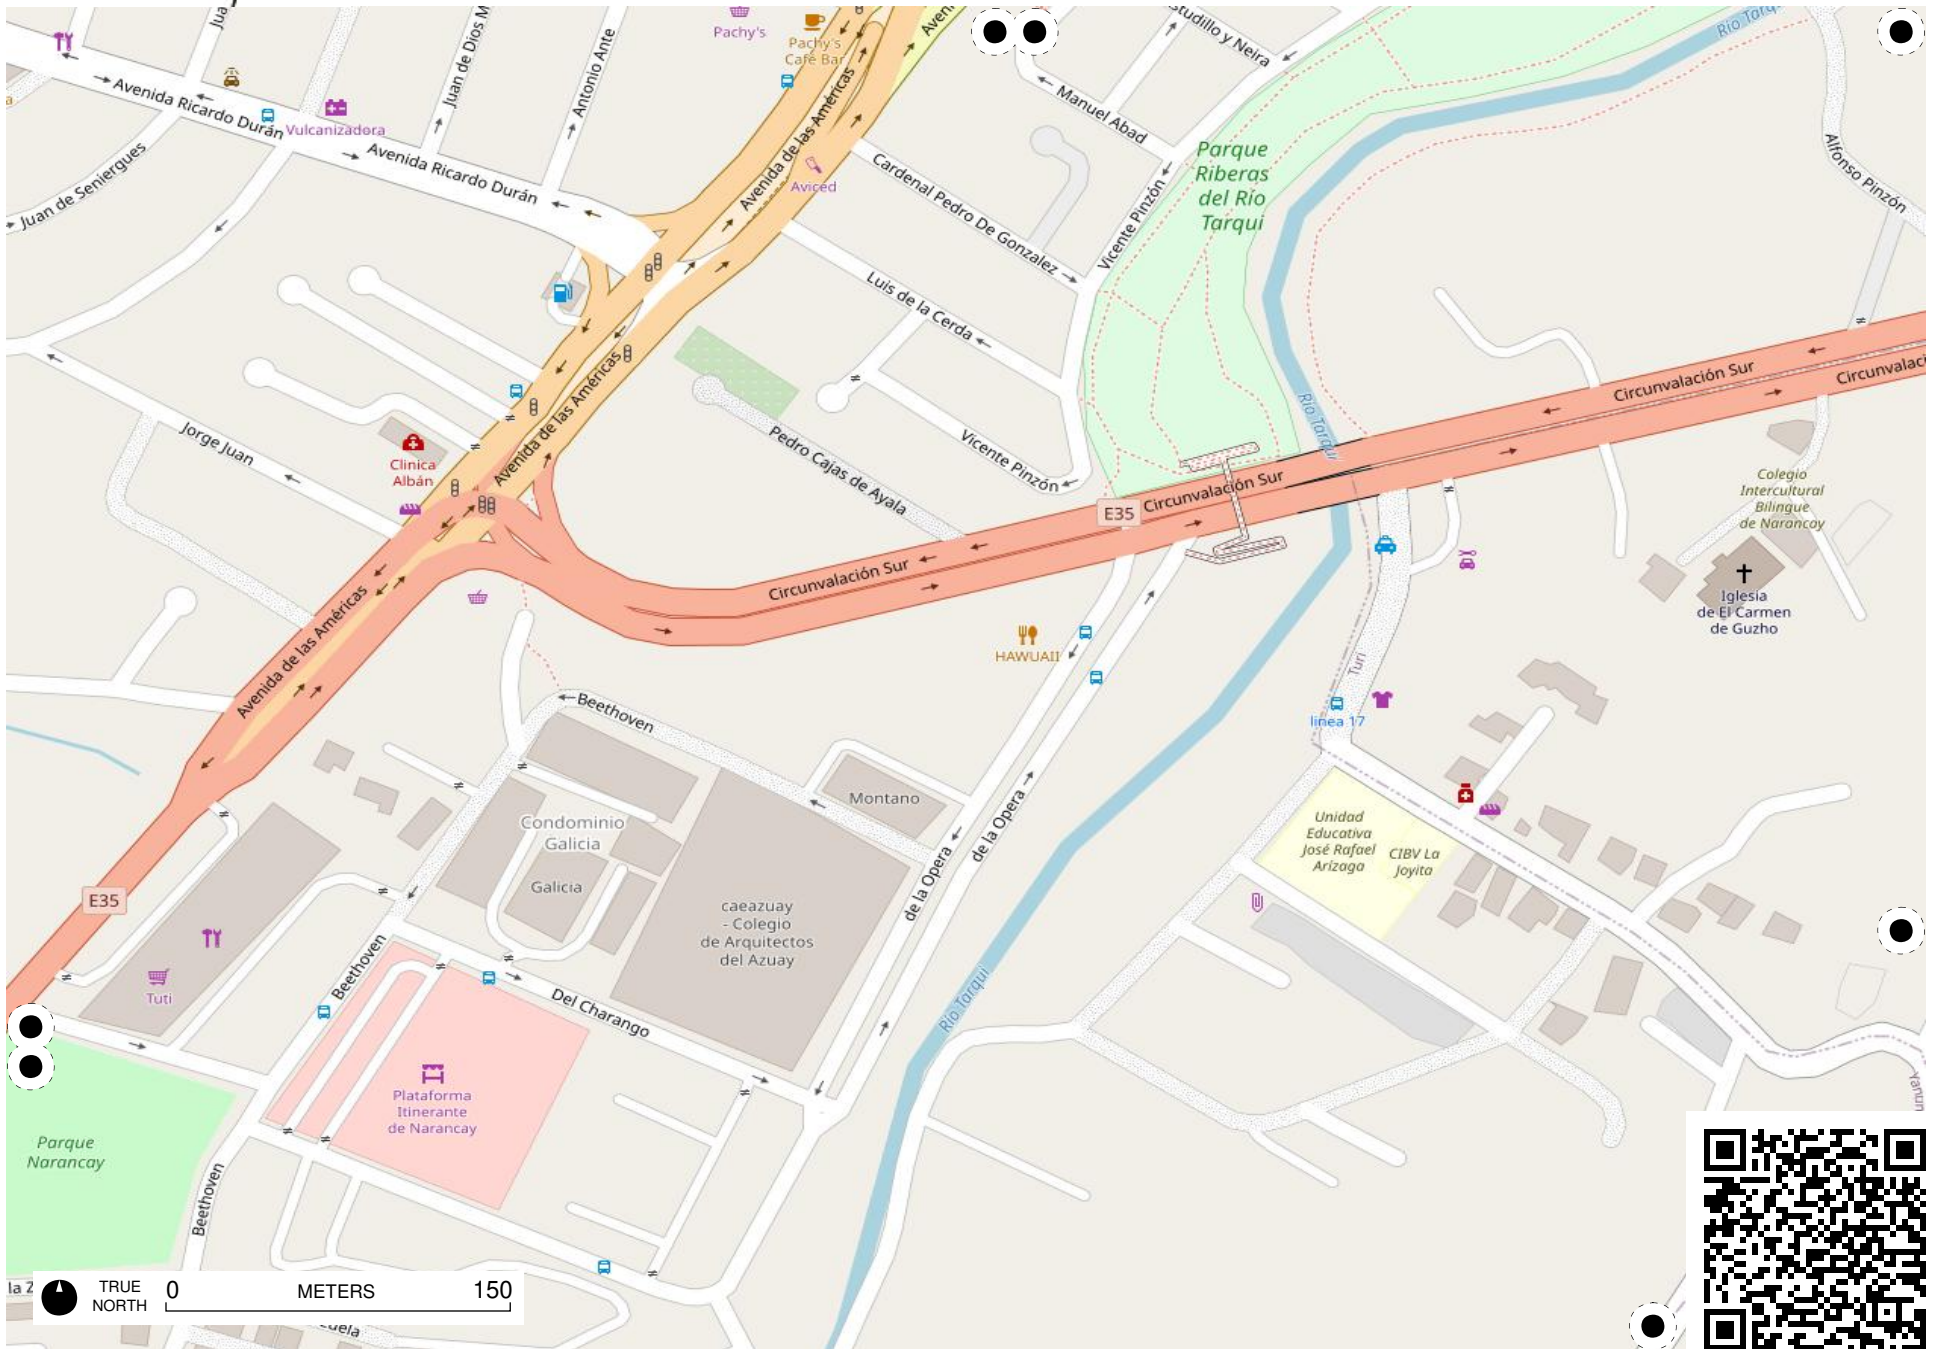 Pachy's
Pachy's
Café Bar
Avenida Ricardo Durán
Avenida Ricardo Durán
Vulcanizadora
Juan de Dios M
Antonio Ante
Juan de Seniergues
Avenida de las Américas
Aviced
studillo y Neira
Manuel Abad
Cardenal Pedro De Gonzalez
Vicente Pinzón
Parque
Riberas
del Río
Tarqui
Río Tarqui
Alfonso Pinzón
Luis de la Cerda
Avenida de las Américas
Jorge Juan
Clinica
Albán
Pedro Cajas de Ayala
Vicente Pinzón
Río Tarqui
Circunvalación Sur
Circunvalaci
Circunvalación Sur
E35
Circunvalación Sur
Colegio
Intercultural
Bilingue
de Narancay
Iglesia
de El Carmen
de Guzho
Avenida de las Américas
HAWUAII
Turi
linea 17
Beethoven
Montano
Condominio
Galicia
Galicia
de la Opera
de la Opera
Unidad
Educativa
José Rafael
Arízaga
CIBV La
Joyita
E35
caeazuay
- Colegio
de Arquitectos
del Azuay
Tuti
Beethoven
Del Charango
Río Tarqui
Plataforma
Itinerante
de Narancay
Parque
Narancay
Beethoven
la Z
TRUE
NORTH
0 METERS 150